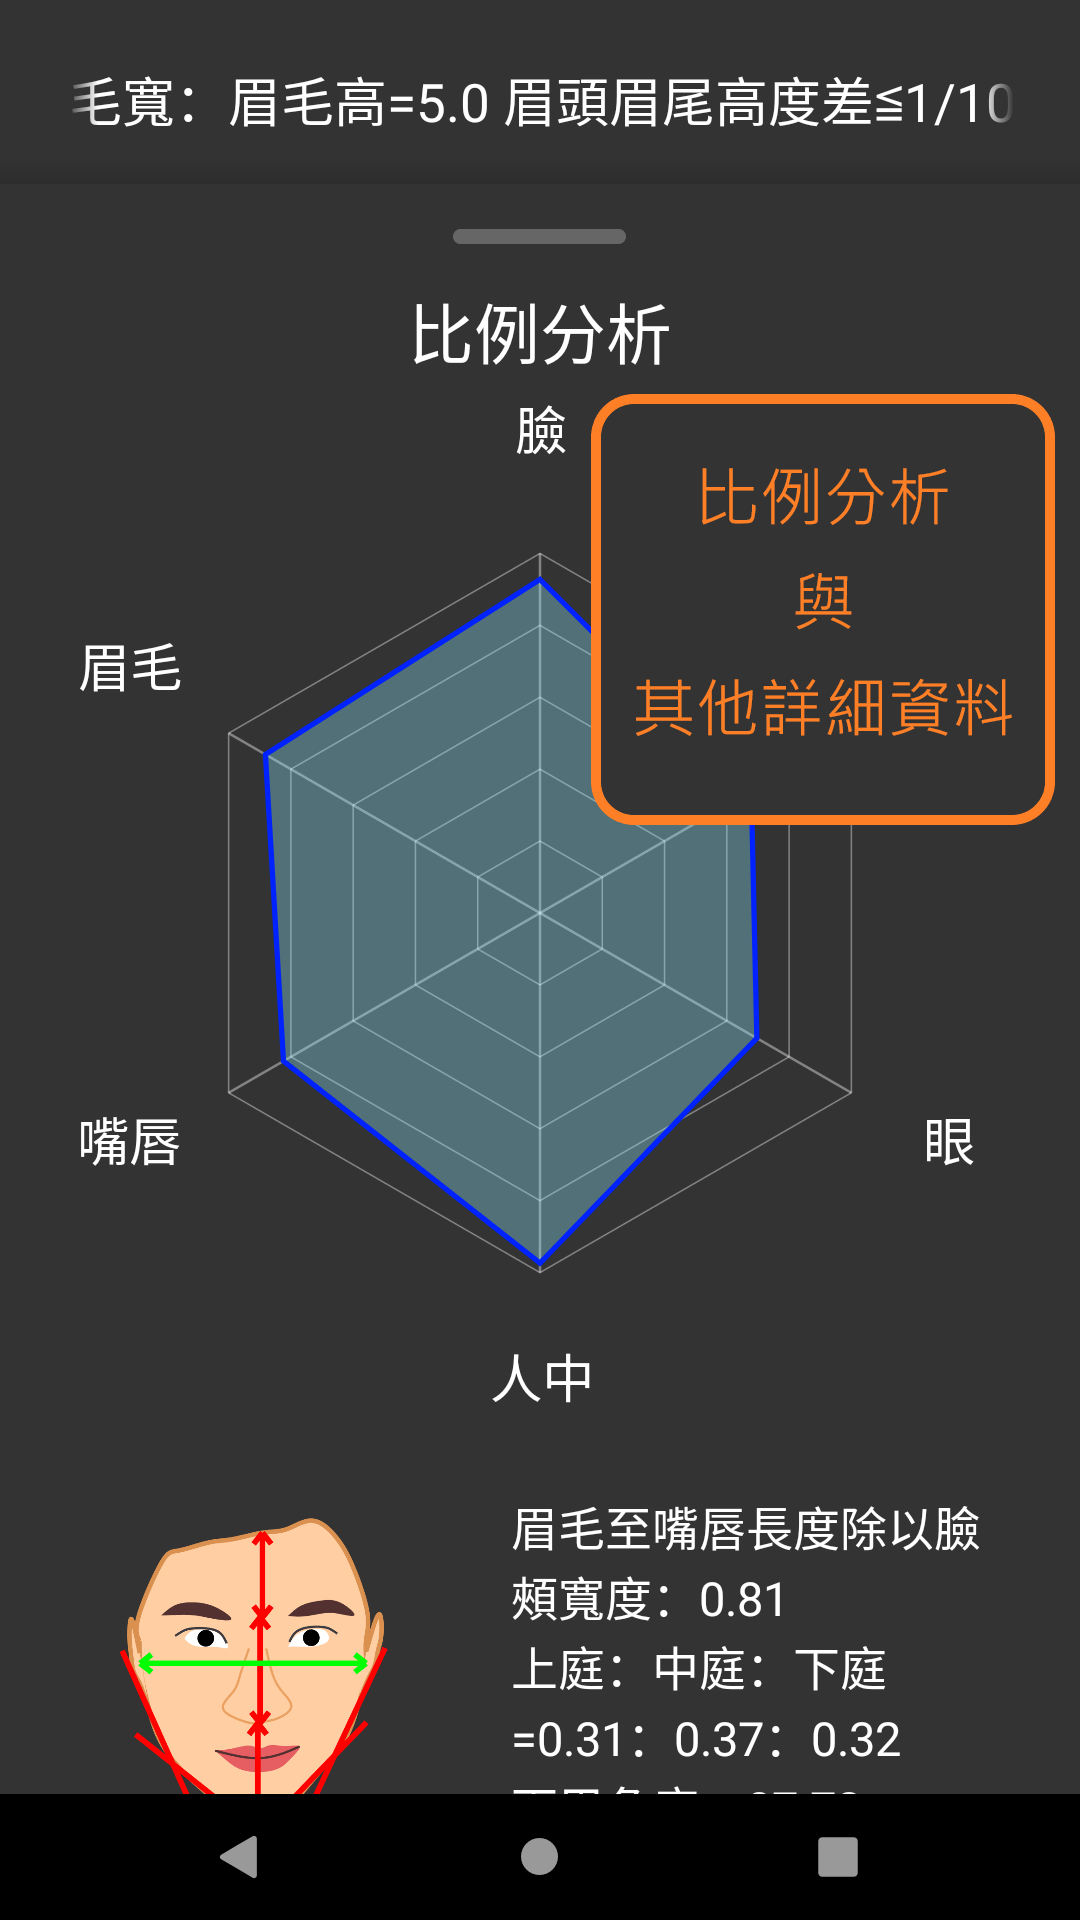 毛寬：眉毛高=5.0 眉頭眉尾高度差≦1/10
比例分析
臉
比例分析
與
其他詳細資料
眉毛
嘴唇
眼
人中
眉毛至嘴唇長度除以臉
頰寬度：0.81
上庭：中庭：下庭
=0.31：0.37：0.32